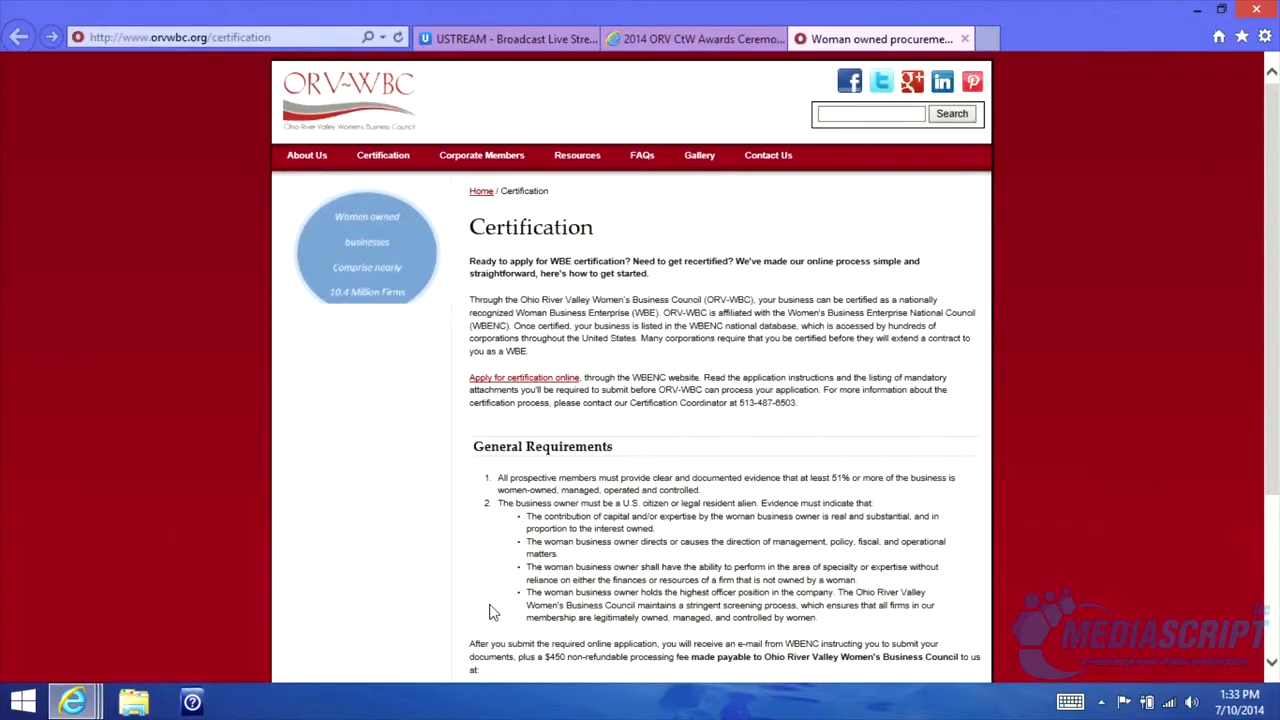 http://www.orvwbc.org/certification
USTREAM - Broadcast Live Stre...
2014 ORV CtW Awards Ceremo...
Woman owned procureme...
ORV~WBC
Ohio River Valley Women's Business Council
Search
About Us Certification Corporate Members Resources FAQs Gallery Contact Us
Women owned
businesses
Comprise nearly
10.4 Million Firms
Home / Certification
Certification
Ready to apply for WBE certification? Need to get recertified? We've made our online process simple and
straightforward, here's how to get started.
Through the Ohio River Valley Women's Business Council (ORV-WBC), your business can be certified as a nationally
recognized Woman Business Enterprise (WBE). ORV-WBC is affiliated with the Women's Business Enterprise National Council
(WBENC). Once certified, your business is listed in the WBENC national database, which is accessed by hundreds of
corporations throughout the United States. Many corporations require that you be certified before they will extend a contract to
you as a WBE.
Apply for certification online, through the WBENC website. Read the application instructions and the listing of mandatory
attachments you'll be required to submit before ORV-WBC can process your application. For more information about the
certification process, please contact our Certification Coordinator at 513-487-6503.
General Requirements
1. All prospective members must provide clear and documented evidence that at least 51% or more of the business is
women-owned, managed, operated and controlled.
2. The business owner must be a U.S. citizen or legal resident alien. Evidence must indicate that:
• The contribution of capital and/or expertise by the woman business owner is real and substantial, and in
proportion to the interest owned.
• The woman business owner directs or causes the direction of management, policy, fiscal, and operational
matters.
• The woman business owner shall have the ability to perform in the area of specialty or expertise without
reliance on either the finances or resources of a firm that is not owned by a woman.
• The woman business owner holds the highest officer position in the company. The Ohio River Valley
Women's Business Council maintains a stringent screening process, which ensures that all firms in our
membership are legitimately owned, managed, and controlled by women.
After you submit the required online application, you will receive an e-mail from WBENC instructing you to submit your
documents, plus a $450 non-refundable processing fee made payable to Ohio River Valley Women's Business Council to us
at:
llc
MEDIASCRIPT
e-learning and video production
1:33 PM
7/10/2014